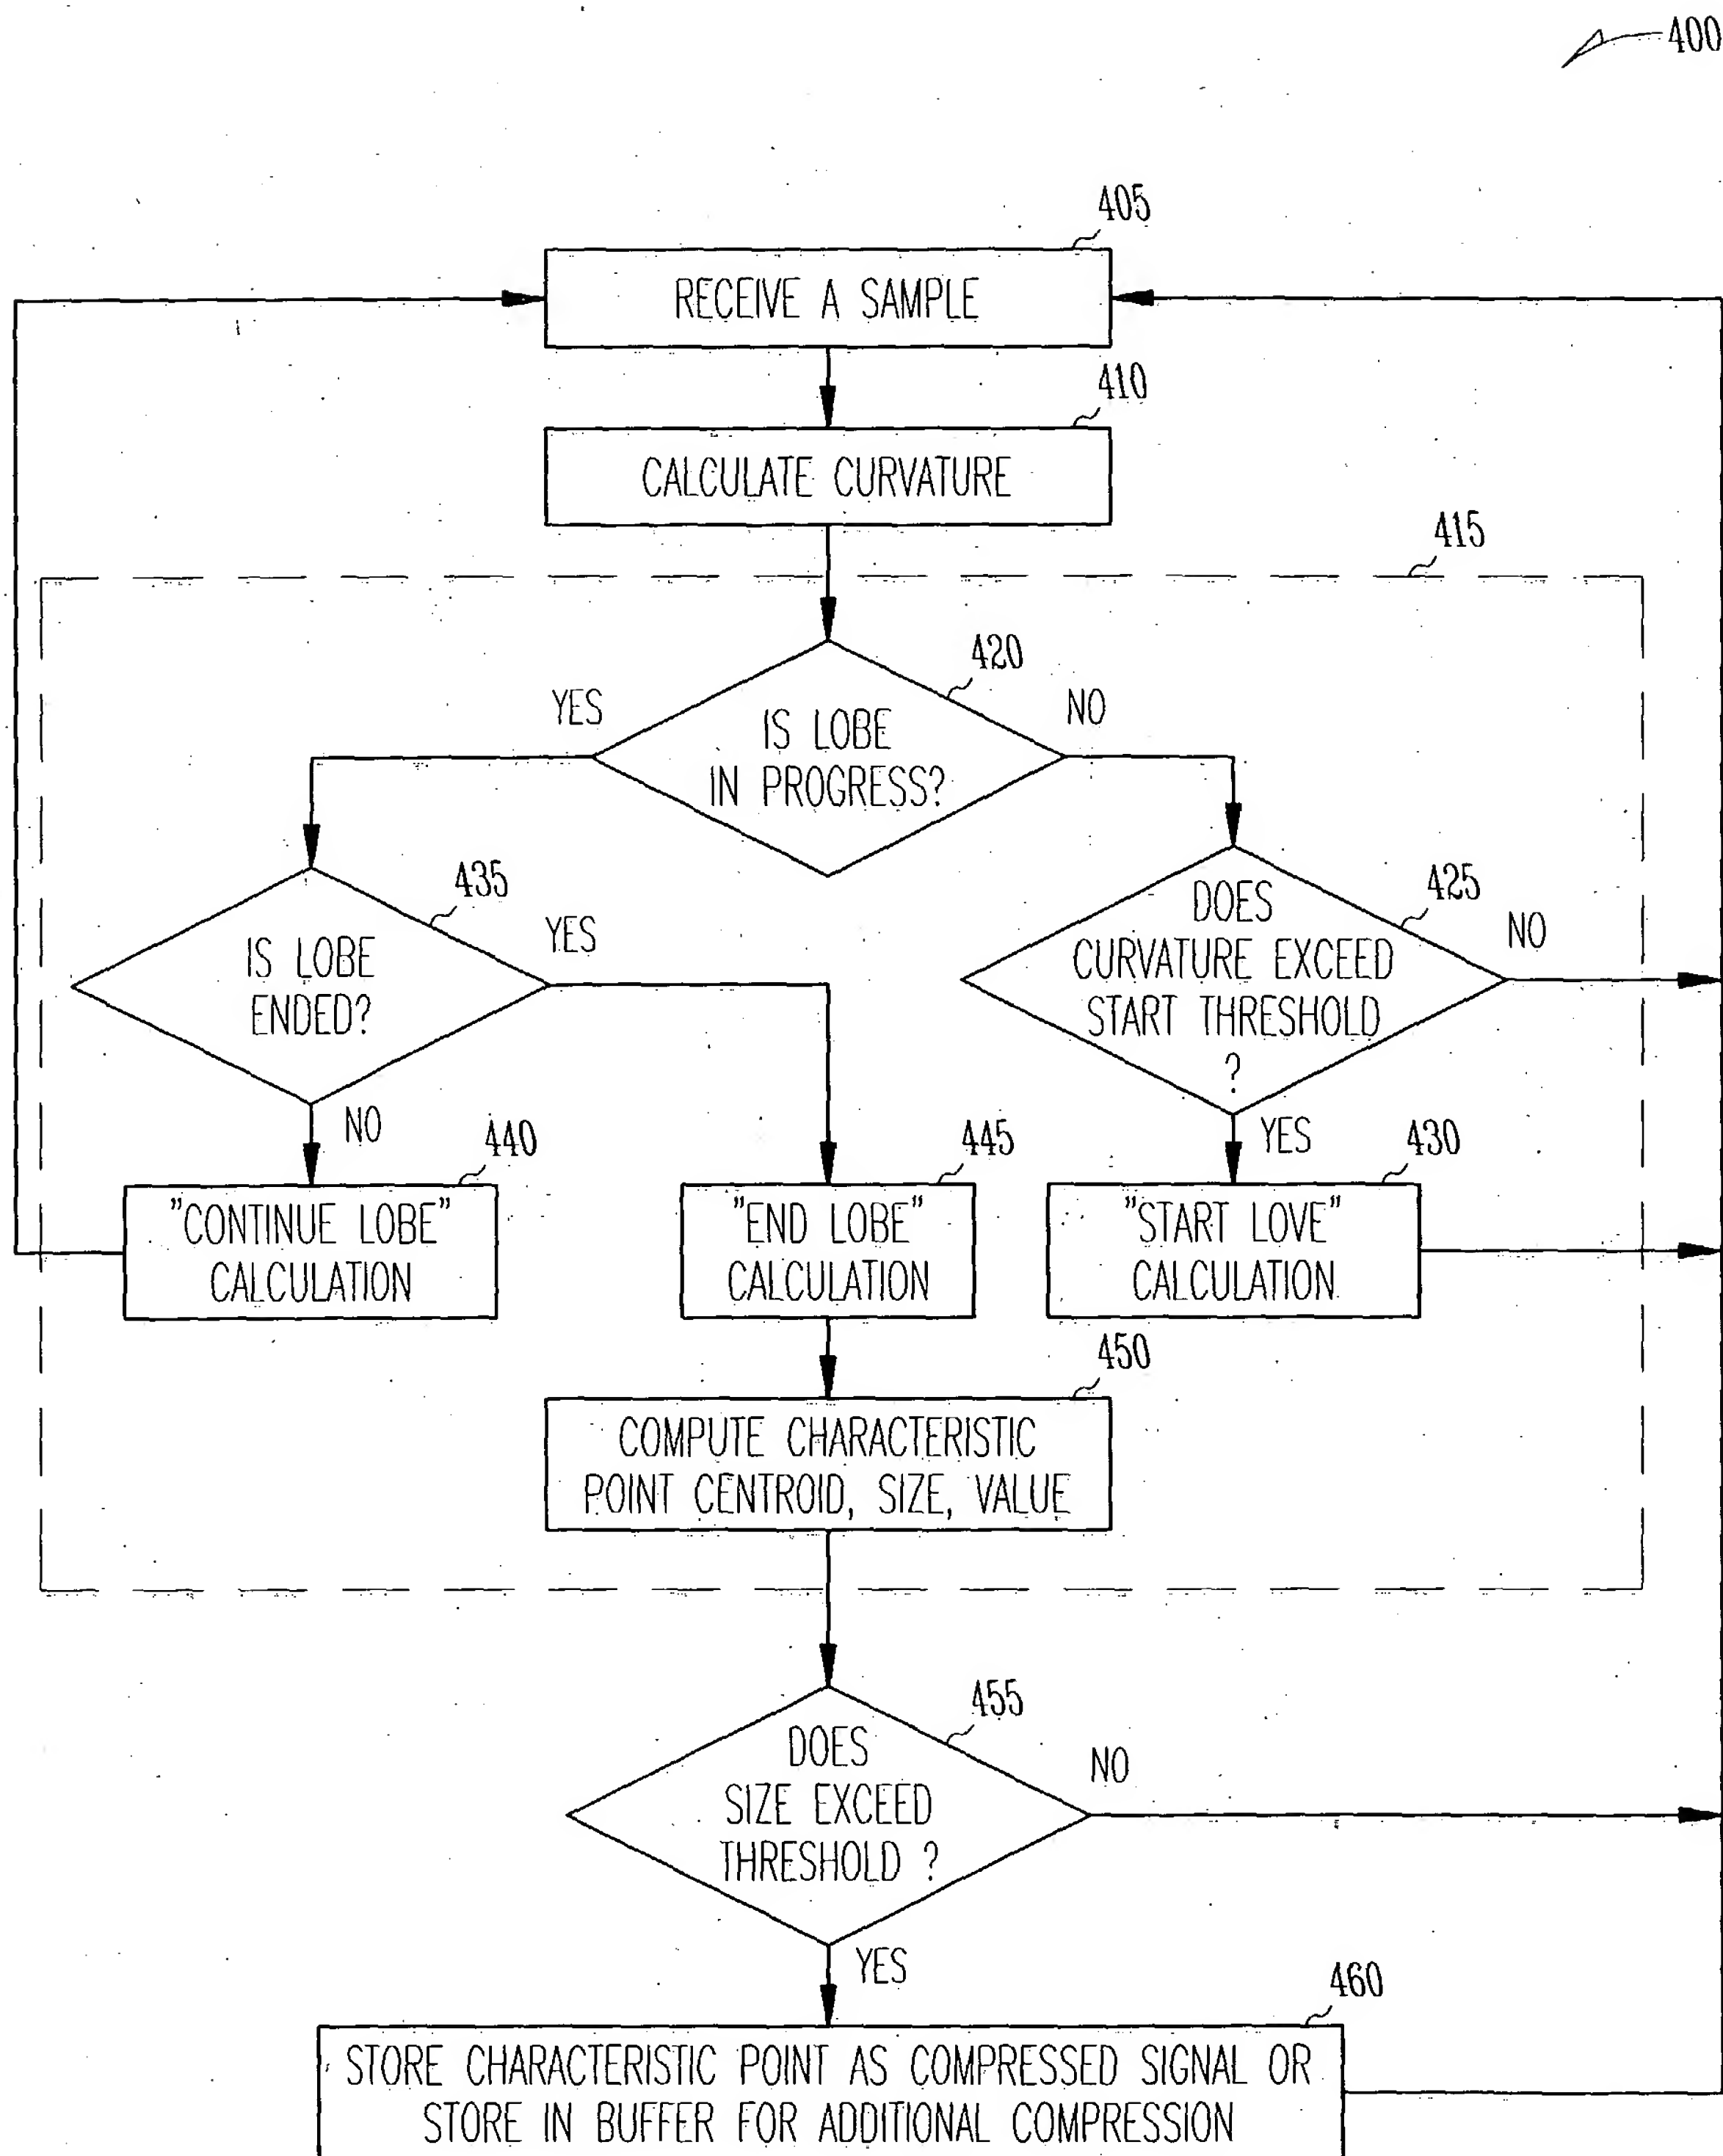 400
405
RECEIVE A SAMPLE
410
CALCULATE CURVATURE
415
420
YES
NO
IS LOBE
IN PROGRESS?
435
YES
IS LOBE
ENDED?
NO
425
NO
DOES
CURVATURE EXCEED
START THRESHOLD
?
YES
440
"CONTINUE LOBE"
CALCULATION
445
"END LOBE"
CALCULATION
430
"START LOVE"
CALCULATION
450
COMPUTE CHARACTERISTIC
POINT CENTROID, SIZE, VALUE
455
DOES
SIZE EXCEED
THRESHOLD ?
NO
YES
460
STORE CHARACTERISTIC POINT AS COMPRESSED SIGNAL OR
STORE IN BUFFER FOR ADDITIONAL COMPRESSION